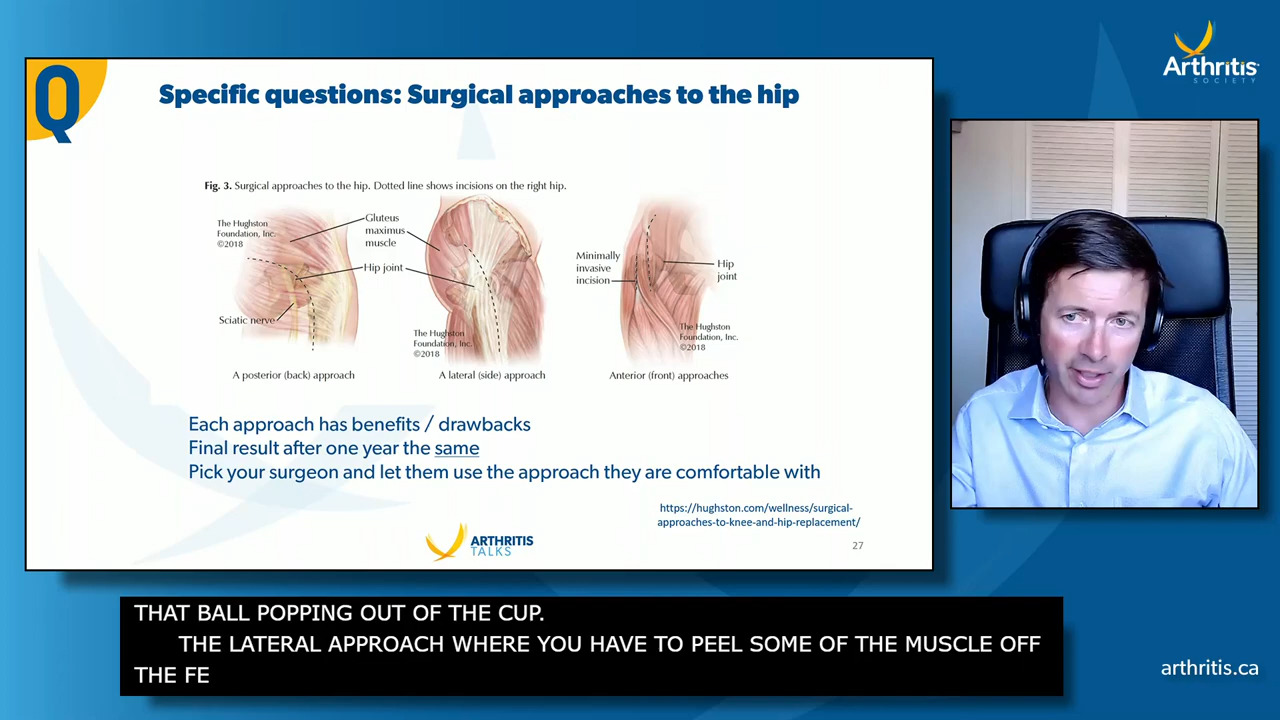 Q
Specific questions: Surgical approaches to the hip
Arthritis
SOCIETY
Fig. 3. Surgical approaches to the hip. Dotted line shows incisions on the right hip.
The Hughston
Foundation, Inc.
©2018
Gluteus
maximus
muscle
Hip joint
Sciatic nerve
The Hughston
Foundation, Inc.
©2018
Minimally
invasive
incision
Hip
joint
The Hughston
Foundation, Inc.
©2018
A posterior (back) approach
A lateral (side) approach
Anterior (front) approaches
Each approach has benefits / drawbacks
Final result after one year the same
Pick your surgeon and let them use the approach they are comfortable with
https://hughston.com/wellness/surgical-
approaches-to-knee-and-hip-replacement/
ARTHRITIS
TALKS
27
THAT BALL POPPING OUT OF THE CUP.
THE LATERAL APPROACH WHERE YOU HAVE TO PEEL SOME OF THE MUSCLE OFF
THE FE
arthritis.ca